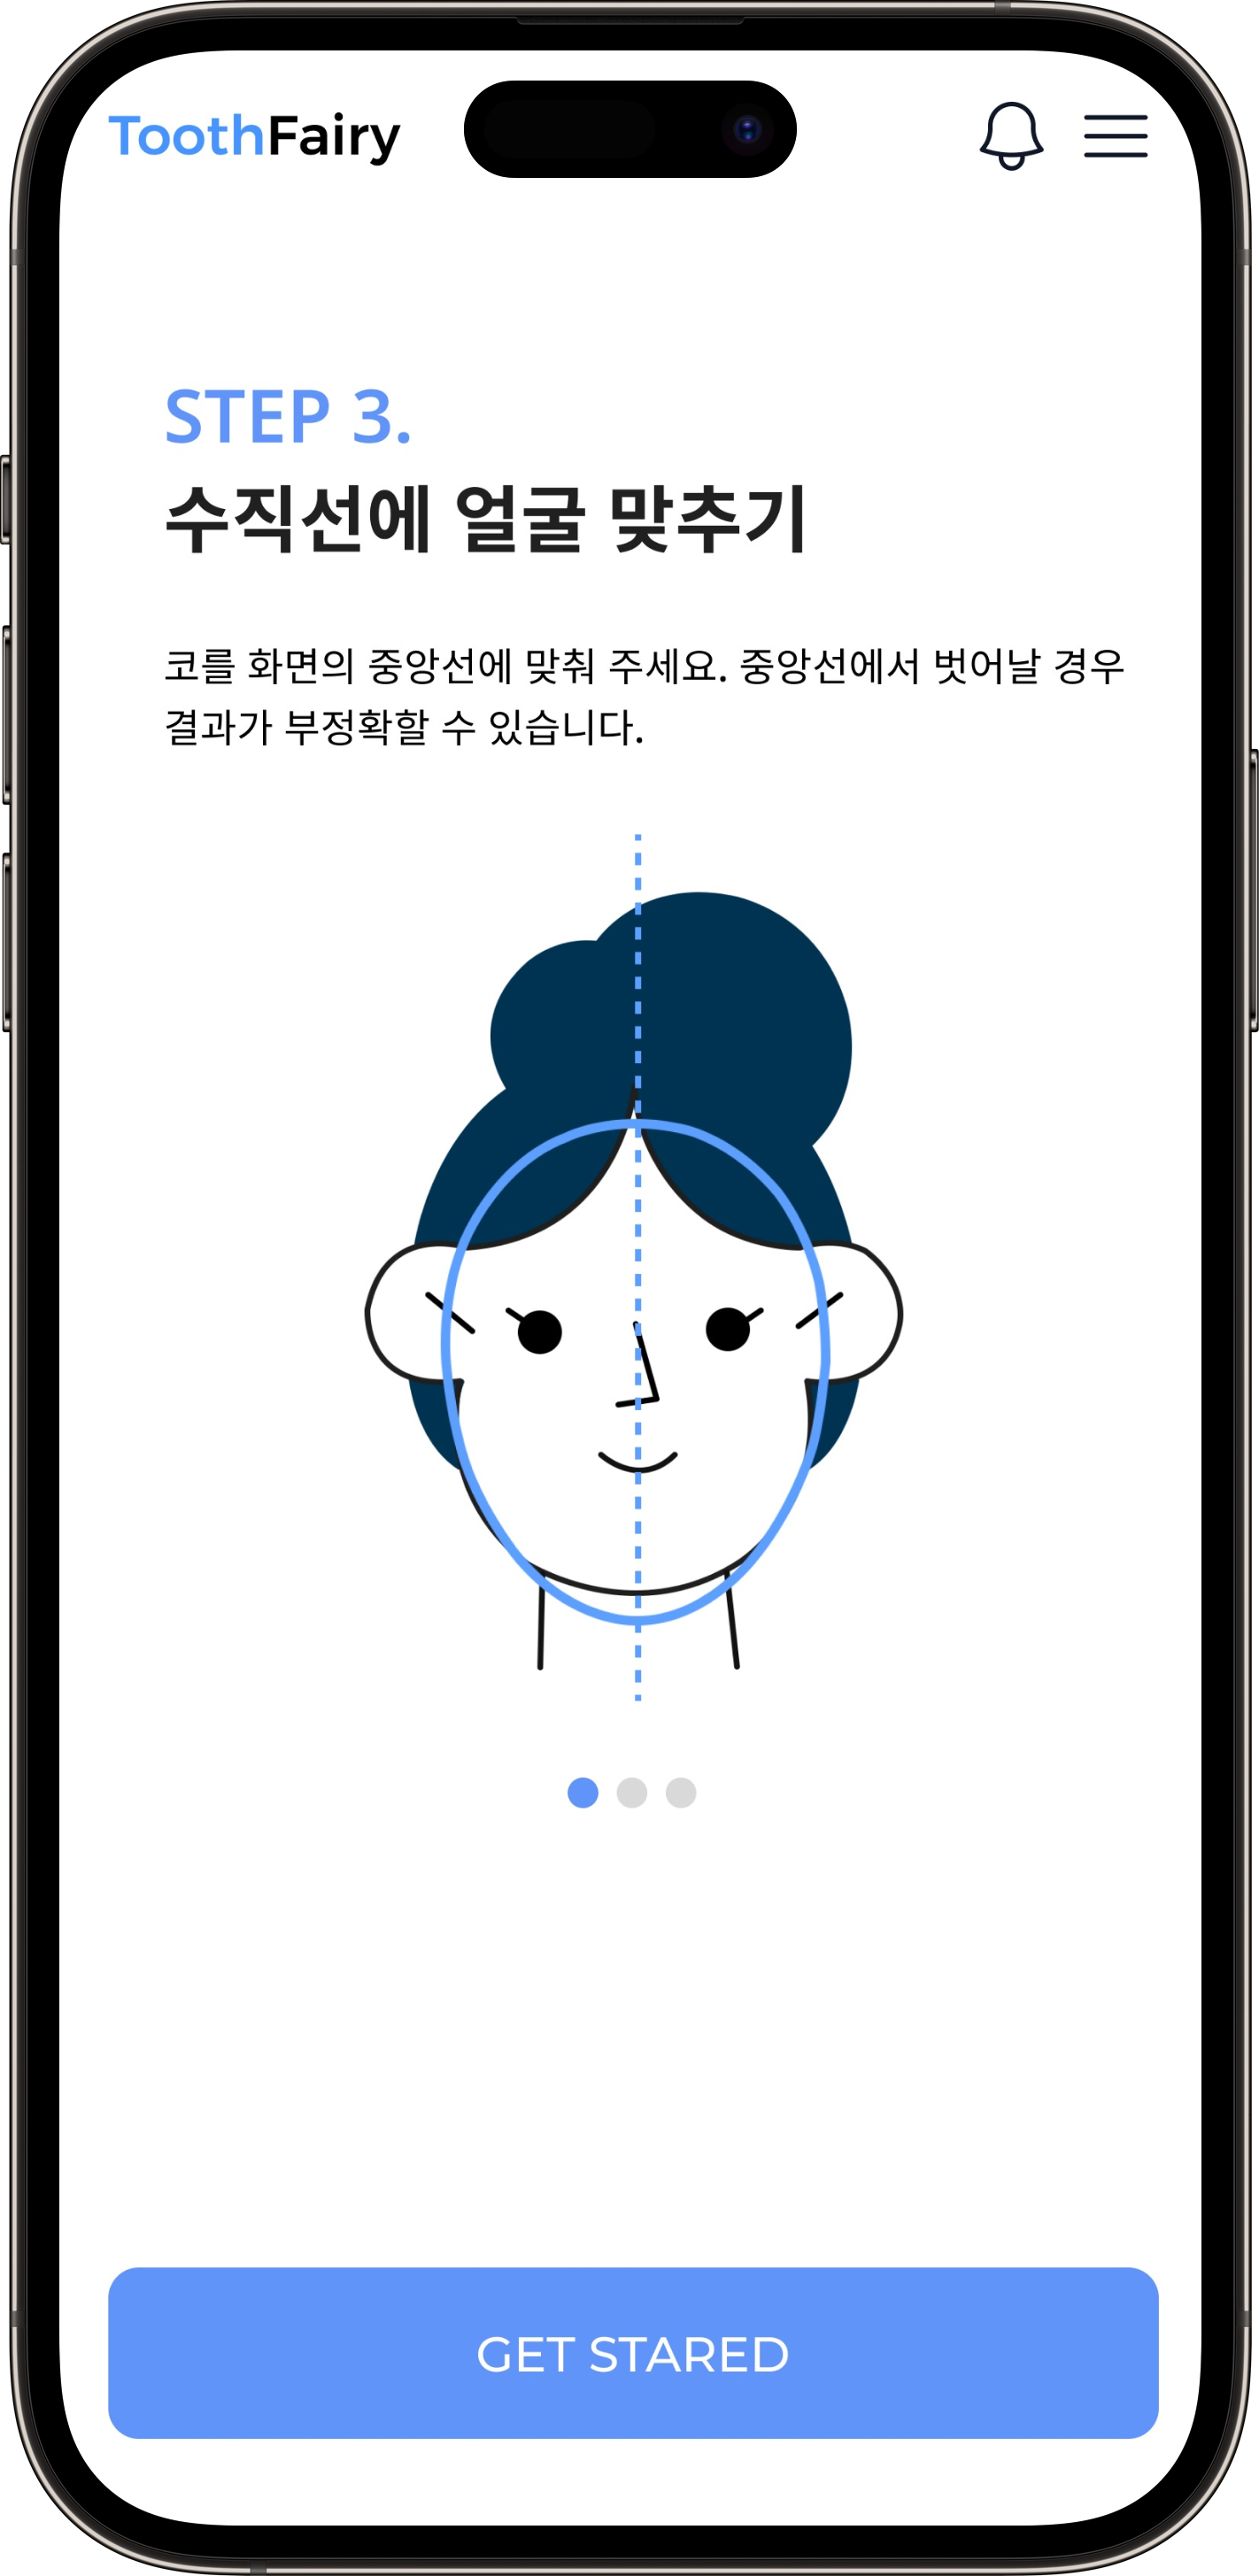 ToothFairy
STEP 3.
수직선에 얼굴 맞추기
코를 화면의 중앙선에 맞춰 주세요. 중앙선에서 벗어날 경우
결과가 부정확할 수 있습니다.
GET STARED